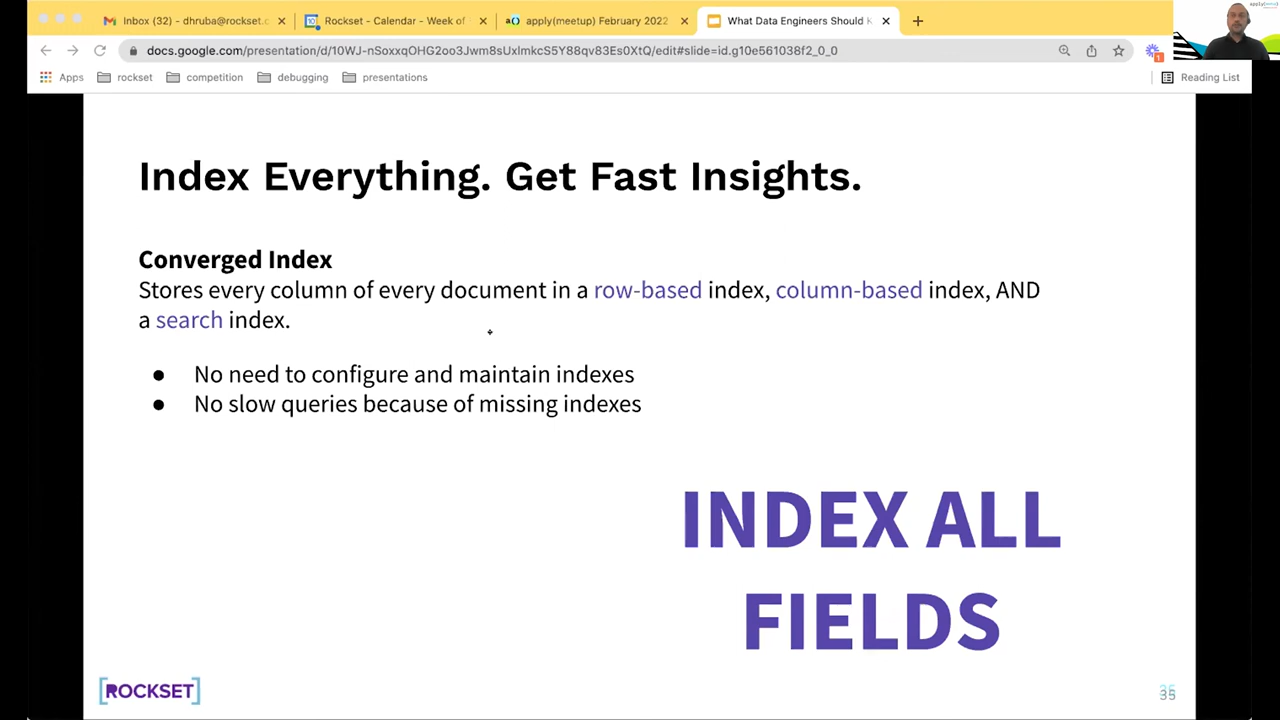 Inbox (32) - dhruba@rockset.c
Rockset - Calendar - Week of
apply(meetup) February 2022
What Data Engineers Should K
docs.google.com/presentation/d/10WJ-nSoxxqOHG2oo3Jwm8sUxlmkcS5Y88qv83Es0XtQ/edit#slide=id.g10e561038f2_0_0
1
Apps
rockset
competition
debugging
presentations
Reading List
Index Everything. Get Fast Insights.
Converged Index
Stores every column of every document in a row-based index, column-based index, AND
a search index.
● No need to configure and maintain indexes
● No slow queries because of missing indexes
INDEX ALL
FIELDS
[ROCKSET]
35